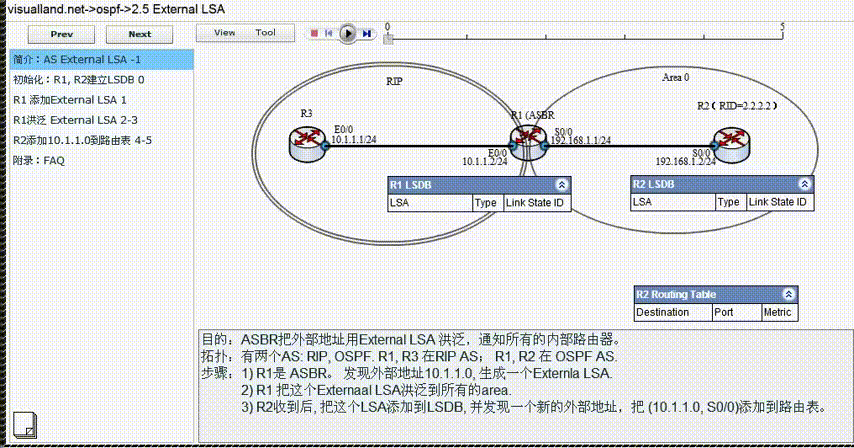 visualland.net->ospf->2.5 External LSA
Prev
Next
View
Tool
0
5
简介：AS External LSA -1
初始化：R1, R2建立LSDB 0
R1 添加External LSA 1
R1洪泛 External LSA 2-3
R2添加10.1.1.0到路由表 4-5
附录：FAQ
RIP
Area 0
R3
R1 (ASBR
R2（ RID=2.2.2.2 ）
E0/0
10.1.1.1/24
E0/0
10.1.1.2/24
S0/0
192.168.1.1/24
S0/0
192.168.1.2/24
R1 LSDB
LSA Type Link State ID
R2 LSDB
LSA Type Link State ID
R2 Routing Table
Destination Port Metric
目的：ASBR把外部地址用External LSA 洪泛，通知所有的内部路由器。
拓扑：有两个AS: RIP, OSPF. R1, R3 在RIP AS； R1, R2 在 OSPF AS.
步骤：1) R1是 ASBR。 发现外部地址10.1.1.0, 生成一个Externla LSA.
2) R1 把这个Externaal LSA洪泛到所有的area.
3) R2收到后, 把这个LSA添加到LSDB, 并发现一个新的外部地址，把 (10.1.1.0, S0/0)添加到路由表。